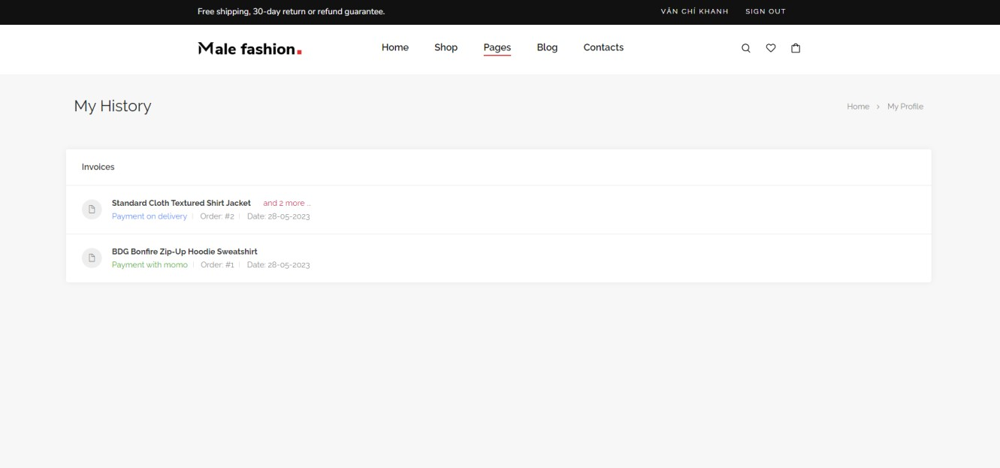 Free shipping, 30-day return or refund guarantee.
VĂN CHÍ KHANH SIGN OUT
Male fashion.
Home Shop Pages Blog Contacts
My History
Home > My Profile
Invoices
Standard Cloth Textured Shirt Jacket and 2 more ...
Payment on delivery | Order: #2 | Date: 28-05-2023
BDG Bonfire Zip-Up Hoodie Sweatshirt
Payment with momo | Order: #1 | Date: 28-05-2023